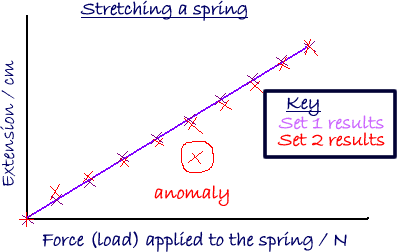 Stretching a spring
Extension / cm
Key
Set 1 results
Set 2 results
anomaly
Force (load) applied to the spring / N